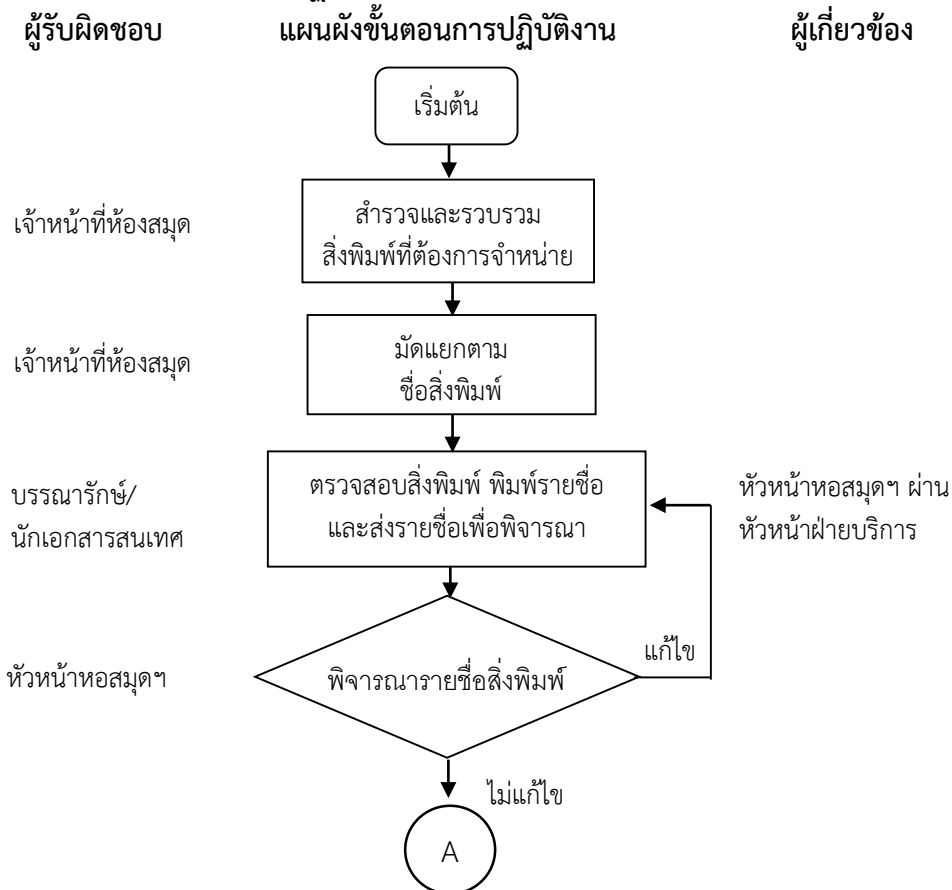 ผู้รับผิดชอบ แผนผังขั้นตอนการปฏิบัติงาน ผู้เกี่ยวข้อง
เริ่มต้น
เจ้าหน้าที่ห้องสมุด
สำรวจและรวบรวม
สิ่งพิมพ์ที่ต้องการจำหน่าย
เจ้าหน้าที่ห้องสมุด
มัดแยกตาม
ชื่อสิ่งพิมพ์
บรรณารักษ์/
นักเอกสารสนเทศ
ตรวจสอบสิ่งพิมพ์ พิมพ์รายชื่อ
และส่งรายชื่อเพื่อพิจารณา
หัวหน้าหอสมุดฯ ผ่าน
หัวหน้าฝ่ายบริการ
หัวหน้าหอสมุดฯ
พิจารณารายชื่อสิ่งพิมพ์
แก้ไข
ไม่แก้ไข
A